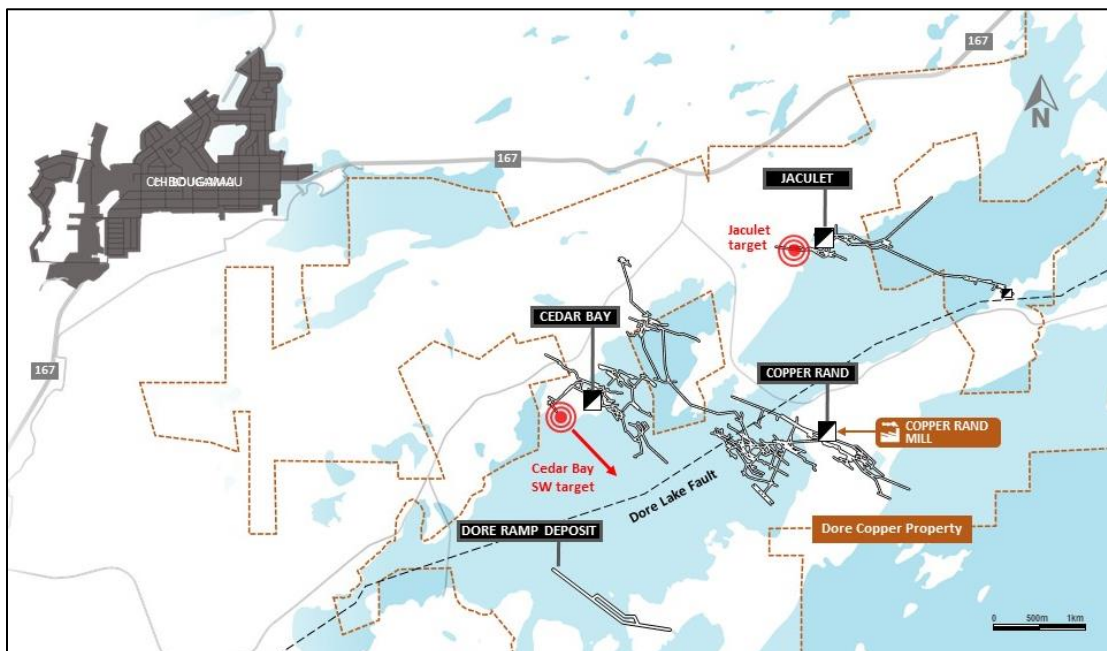 167
167
CHIBOUGAMAU
N
JACULET
Jaculet
target
CEDAR BAY
167
COPPER RAND
COPPER RAND
MILL
Cedar Bay
SW target
Dore Lake Fault
DORE RAMP DEPOSIT
Dore Copper Property
0 500m 1km